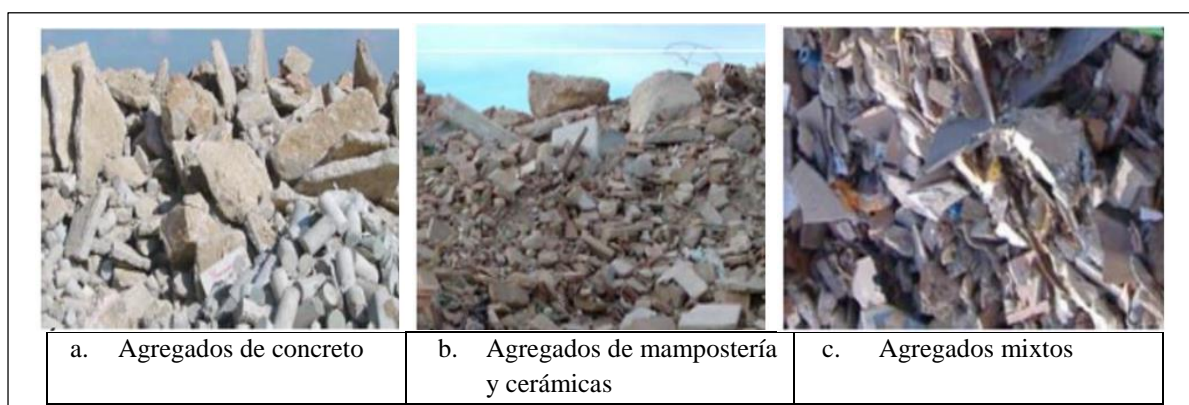 a. Agregados de concreto
b. Agregados de mampostería
y cerámicas
c. Agregados mixtos